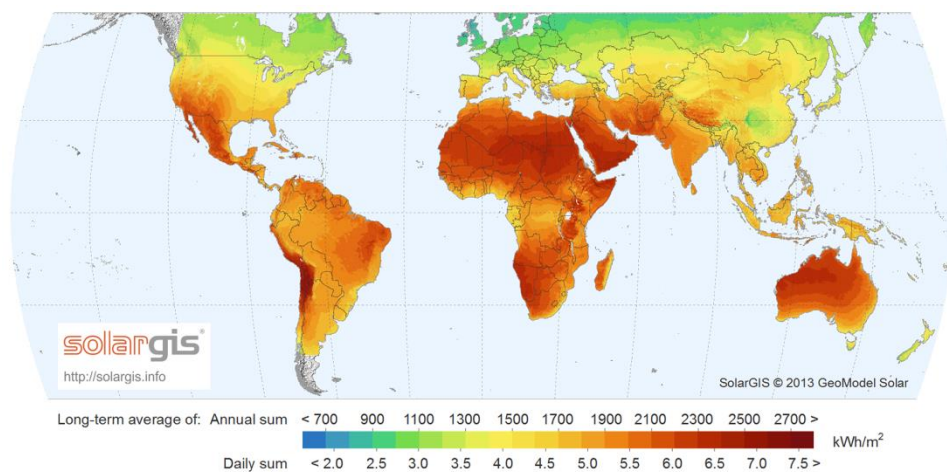 solargis®
http://solargis.info
SolarGIS © 2013 GeoModel Solar
Long-term average of: Annual sum < 700 900 1100 1300 1500 1700 1900 2100 2300 2500 2700 >
kWh/m²
Daily sum < 2.0 2.5 3.0 3.5 4.0 4.5 5.0 5.5 6.0 6.5 7.0 7.5 >